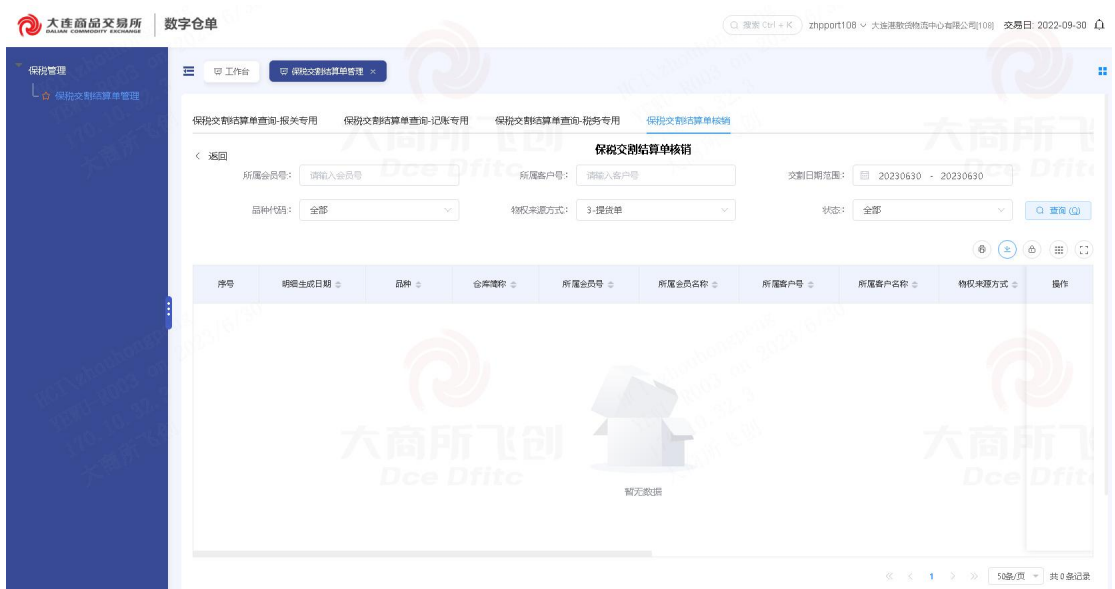 大连商品交易所
DALIAN COMMODITY EXCHANGE
数字仓单
搜索 Ctrl + K
zhpport108
大连港散货物流中心有限公司[108]
交易日: 2022-09-30
保税管理
保税交割结算单管理
工作台
保税交割结算单管理 ×
保税交割结算单查询-报关专用
保税交割结算单查询-记账专用
保税交割结算单查询-税务专用
保税交割结算单核销
返回
保税交割结算单核销
所属会员号: 请输入会员号
所属客户号: 请输入客户号
交割日期范围: 20230630 - 20230630
品种代码: 全部
物权来源方式: 3-提货单
状态: 全部
查询 (Q)
序号 明细生成日期 品种 仓库简称 所属会员号 所属会员名称 所属客户号 所属客户名称 物权来源方式 操作
大商所飞创
Dce Dfitc
暂无数据
1
50条/页
共 0 条记录